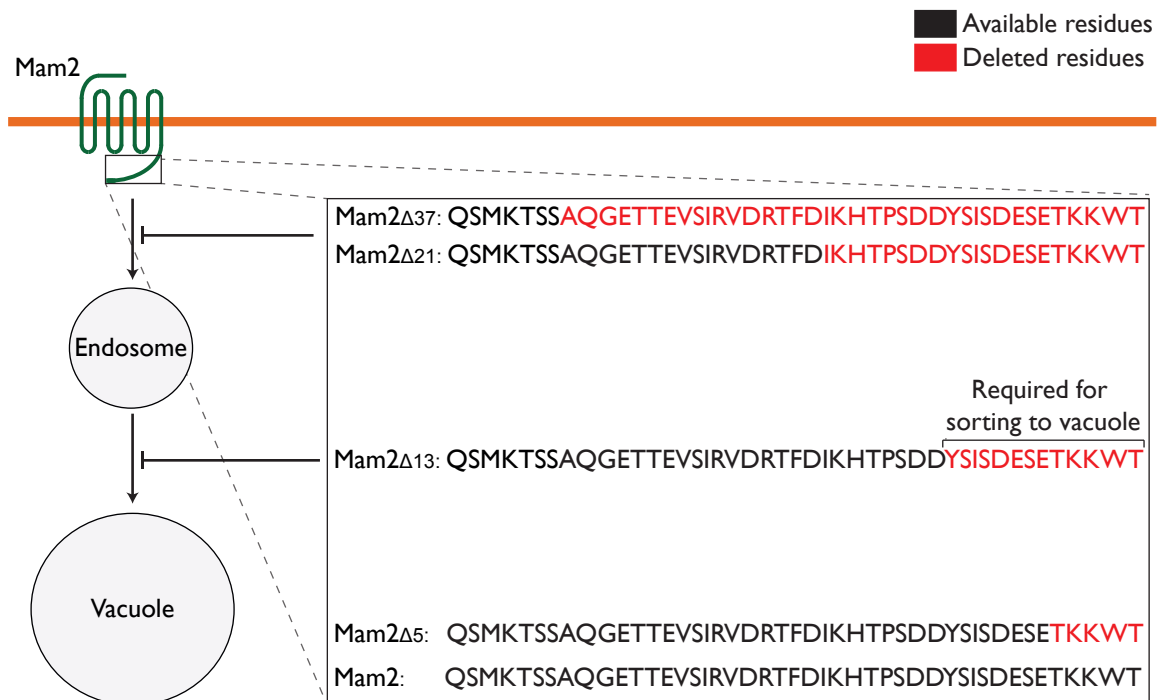 Available residues
Deleted residues
Mam2
Mam2Δ37: QSMKTSSAQGETTEVSIRVDRTFDIKHTPSDDYSISDESETKKWT
Mam2Δ21: QSMKTSSAQGETTEVSIRVDRTFDIKHTPSDDYSISDESETKKWT
Endosome
Required for
sorting to vacuole
Mam2Δ13: QSMKTSSAQGETTEVSIRVDRTFDIKHTPSDDYSISDESETKKWT
Vacuole
Mam2Δ5: QSMKTSSAQGETTEVSIRVDRTFDIKHTPSDDYSISDESETKKWT
Mam2: QSMKTSSAQGETTEVSIRVDRTFDIKHTPSDDYSISDESETKKWT